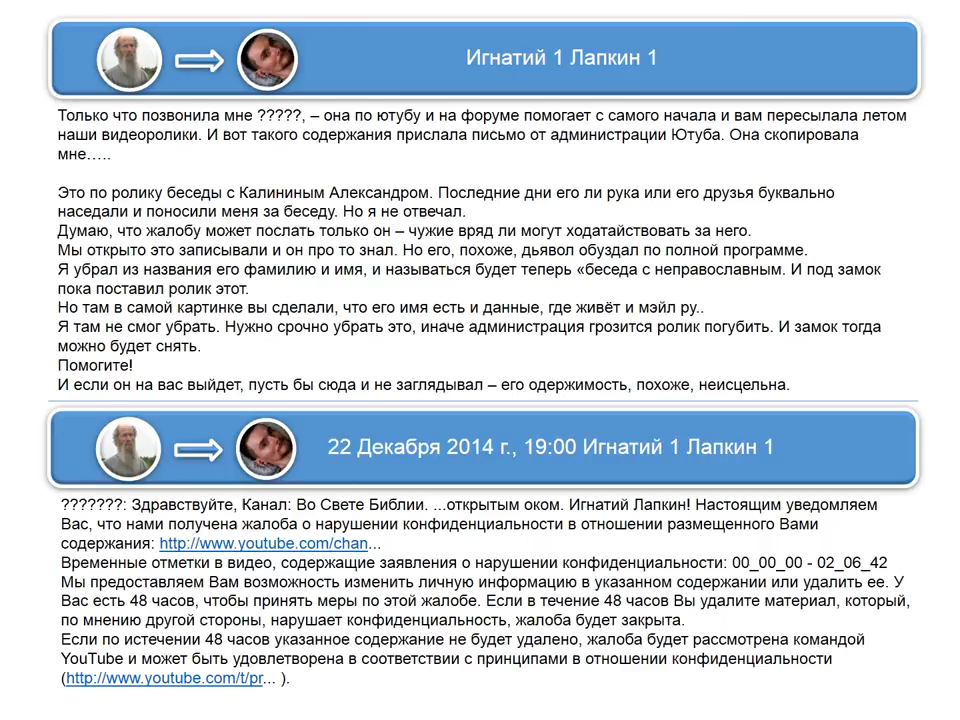 Игнатий 1 Лапкин 1
Только что позвонила мне ?????, – она по ютубу и на форуме помогает с самого начала и вам пересылала летом
наши видеоролики. И вот такого содержания прислала письмо от администрации Ютуба. Она скопировала
мне…..
Это по ролику беседы с Калининым Александром. Последние дни его ли рука или его друзья буквально
наседали и поносили меня за беседу. Но я не отвечал.
Думаю, что жалобу может послать только он – чужие вряд ли могут ходатайствовать за него.
Мы открыто это записывали и он про то знал. Но его, похоже, дьявол обуздал по полной программе.
Я убрал из названия его фамилию и имя, и называться будет теперь «беседа с неправославным. И под замок
пока поставил ролик этот.
Но там в самой картинке вы сделали, что его имя есть и данные, где живёт и мэйл ру..
Я там не смог убрать. Нужно срочно убрать это, иначе администрация грозится ролик погубить. И замок тогда
можно будет снять.
Помогите!
И если он на вас выйдет, пусть бы сюда и не заглядывал – его одержимость, похоже, неисцельна.
22 Декабря 2014 г., 19:00 Игнатий 1 Лапкин 1
???????: Здравствуйте, Канал: Во Свете Библии. ...открытым оком. Игнатий Лапкин! Настоящим уведомляем
Вас, что нами получена жалоба о нарушении конфиденциальности в отношении размещенного Вами
содержания: http://www.youtube.com/chan...
Временные отметки в видео, содержащие заявления о нарушении конфиденциальности: 00_00_00 - 02_06_42
Мы предоставляем Вам возможность изменить личную информацию в указанном содержании или удалить ее. У
Вас есть 48 часов, чтобы принять меры по этой жалобе. Если в течение 48 часов Вы удалите материал, который,
по мнению другой стороны, нарушает конфиденциальность, жалоба будет закрыта.
Если по истечении 48 часов указанное содержание не будет удалено, жалоба будет рассмотрена командой
YouTube и может быть удовлетворена в соответствии с принципами в отношении конфиденциальности
(http://www.youtube.com/t/pr... ).